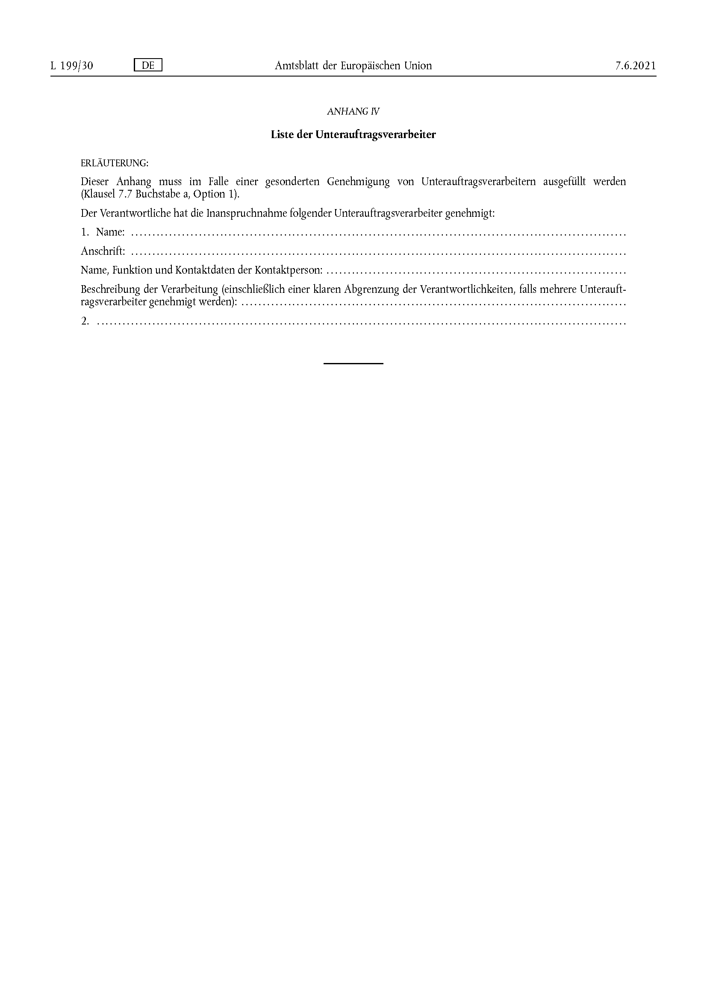 L 199/30 DE Amtsblatt der Europäischen Union 7.6.2021
ANHANG IV
Liste der Unterauftragsverarbeiter
ERLÄUTERUNG:
Dieser Anhang muss im Falle einer gesonderten Genehmigung von Unterauftragsverarbeitern ausgefüllt werden
(Klausel 7.7 Buchstabe a, Option 1).
Der Verantwortliche hat die Inanspruchnahme folgender Unterauftragsverarbeiter genehmigt:
1. Name: ....................................................................................................................
Anschrift: ....................................................................................................................
Name, Funktion und Kontaktdaten der Kontaktperson: ......................................................................
Beschreibung der Verarbeitung (einschließlich einer klaren Abgrenzung der Verantwortlichkeiten, falls mehrere Unterauft-
ragsverarbeiter genehmigt werden): ..........................................................................................
2. ............................................................................................................................